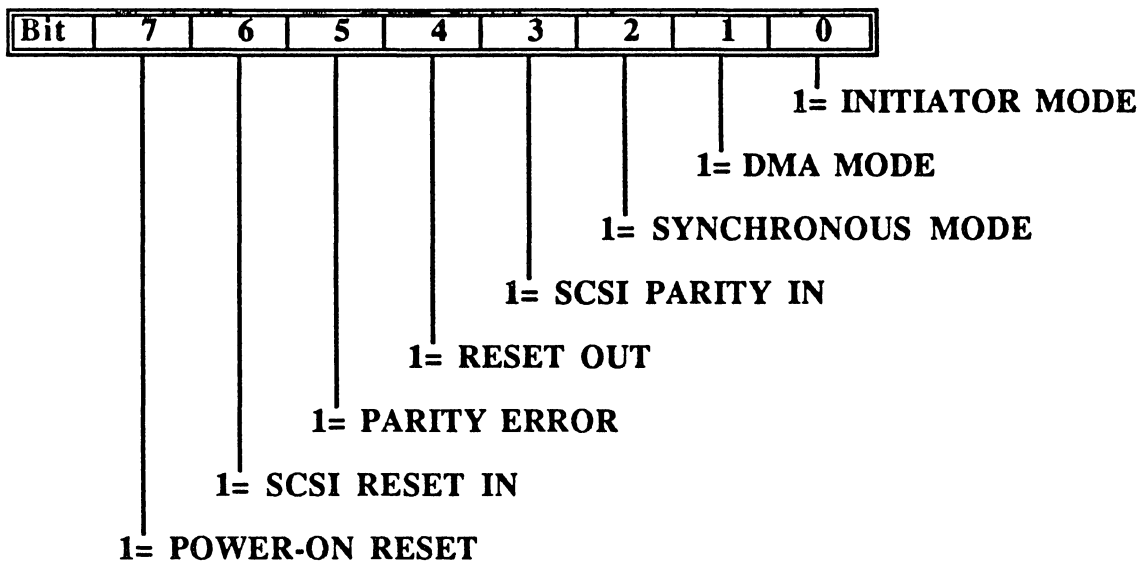 Bit 7 6 5 4 3 2 1 0
1= INITIATOR MODE
1= DMA MODE
1= SYNCHRONOUS MODE
1= SCSI PARITY IN
1= RESET OUT
1= PARITY ERROR
1= SCSI RESET IN
1= POWER-ON RESET